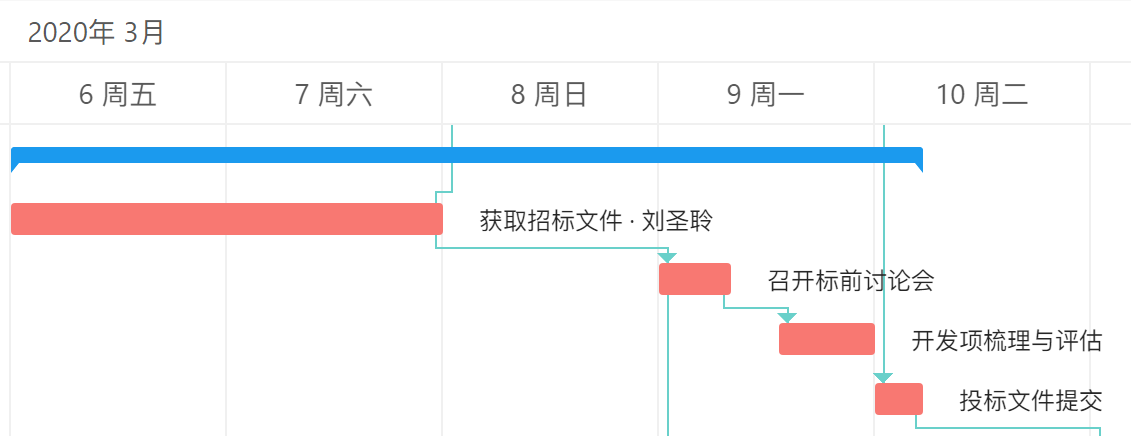 2020年 3月
6 周五 7 周六 8 周日 9 周一 10 周二
获取招标文件 · 刘圣聆
召开标前讨论会
开发项梳理与评估
投标文件提交